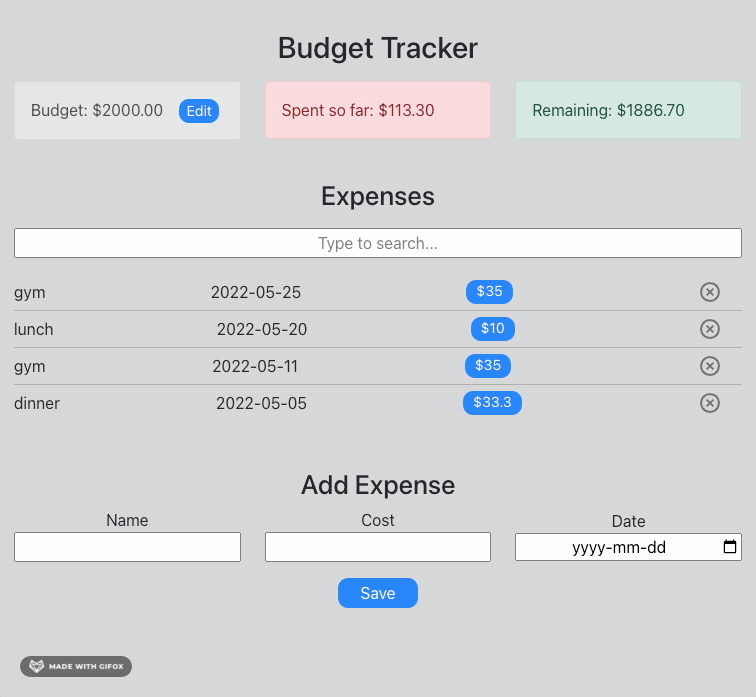 Budget Tracker
Budget: $2000.00 Edit Spent so far: $113.30 Remaining: $1886.70
Expenses
Type to search...
gym 2022-05-25 $35
lunch 2022-05-20 $10
gym 2022-05-11 $35
dinner 2022-05-05 $33.3
Add Expense
Name Cost Date
yyyy-mm-dd
Save
MADE WITH GIFOX